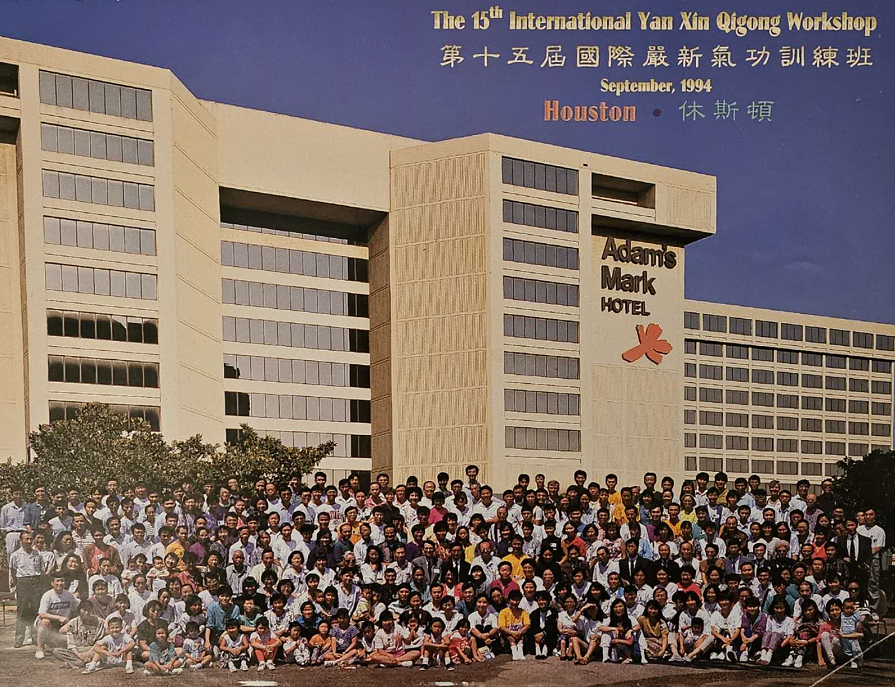 The 15th International Yan Xin Qigong Workshop
第十五屆國際嚴新氣功訓練班
September, 1994
Houston • 休斯頓
Adam's
Mark
HOTEL